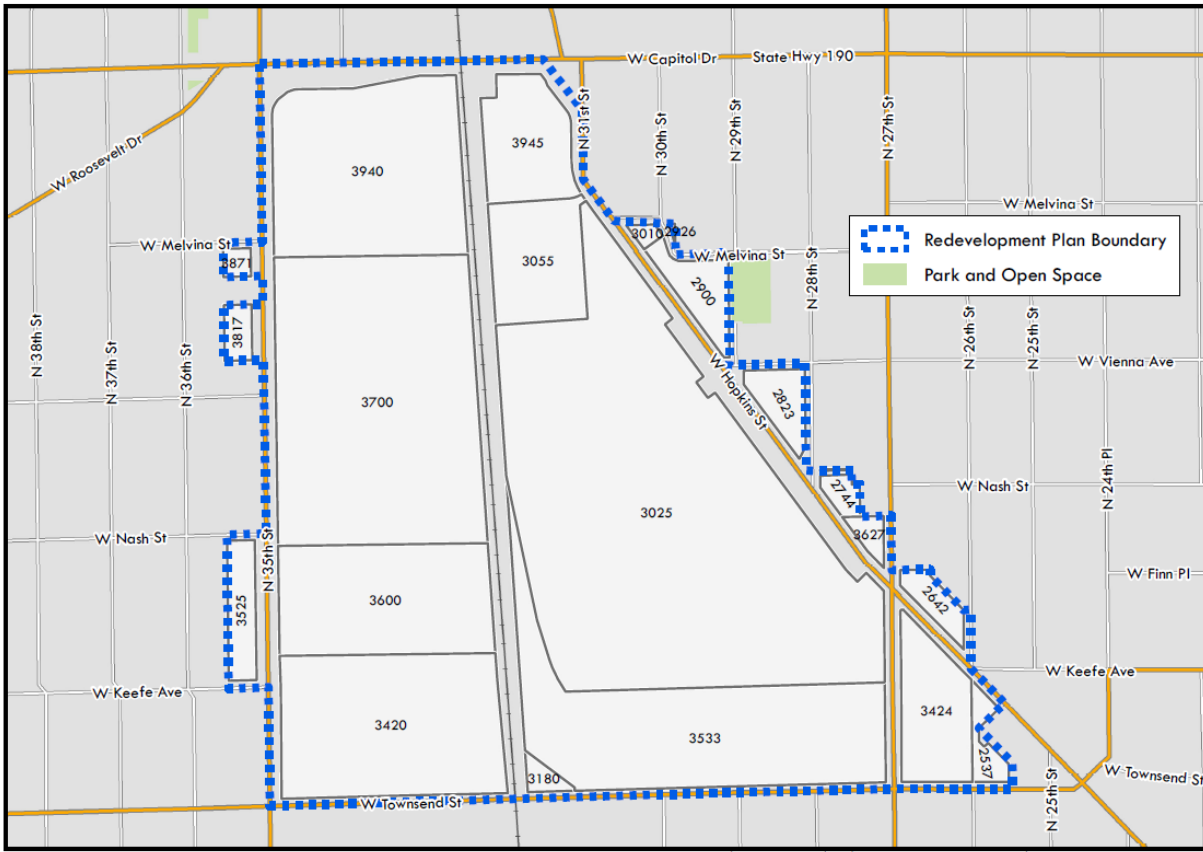 W Capitol Dr
State Hwy 190
N 31st St
N 30th St
N 29th St
N 27th St
W Roosevelt Dr
3945
3940
W Melvina St
W Melvina St
3010
2926
W Melvina St
3871
3055
2900
N 28th St
Redevelopment Plan Boundary
Park and Open Space
3817
N 38th St
N 37th St
N 36th St
N 26th St
N 25th St
W Vienna Ave
W Hopkins St
3700
2823
N 24th Pl
W Nash St
2744
3025
3627
W Nash St
N 35th St
W Finn Pl
3525
3600
2642
W Keefe Ave
W Keefe Ave
3424
3420
3533
2537
3180
W Townsend St
W Townsend St
N 25th St